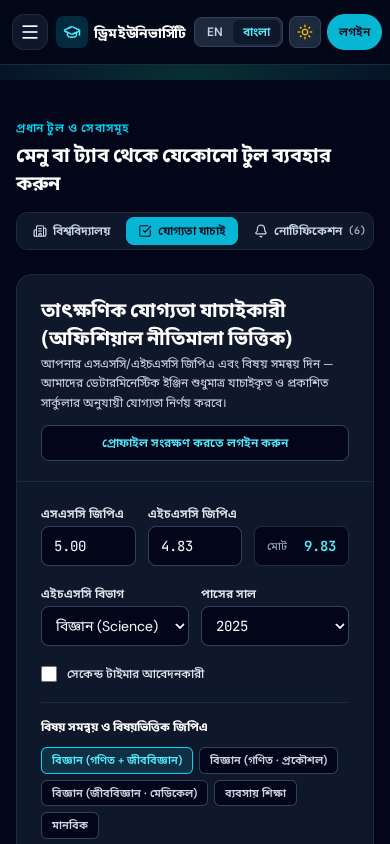 ড্রিম ইউনিভার্সিটি
EN
বাংলা
লগইন
প্রধান টুল ও সেবাসমূহ
মেনু বা ট্যাব থেকে যেকোনো টুল ব্যবহার
করুন
বিশ্ববিদ্যালয়
যোগ্যতা যাচাই
নোটিফিকেশন (6)
তাৎক্ষণিক যোগ্যতা যাচাইকারী
(অফিশিয়াল নীতিমালা ভিত্তিক)
আপনার এসএসসি/এইচএসসি জিপিএ এবং বিষয় সমন্বয় দিন —
আমাদের ডেটারমিনেস্টিক ইঞ্জিন শুধুমাত্র যাচাইকৃত ও প্রকাশিত
সার্কুলার অনুযায়ী যোগ্যতা নির্ণয় করবে।
প্রোফাইল সংরক্ষণ করতে লগইন করুন
এসএসসি জিপিএ
এইচএসসি জিপিএ
5.00
4.83
মোট 9.83
এইচএসসি বিভাগ
পাসের সাল
বিজ্ঞান (Science)
2025
সেকেন্ড টাইমার আবেদনকারী
বিষয় সমন্বয় ও বিষয়ভিত্তিক জিপিএ
বিজ্ঞান (গণিত + জীববিজ্ঞান)
বিজ্ঞান (গণিত · প্রকৌশল)
বিজ্ঞান (জীববিজ্ঞান · মেডিকেল)
ব্যবসায় শিক্ষা
মানবিক